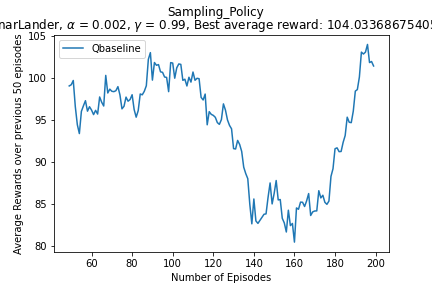 Sampling_Policy
narLander, α = 0.002, γ = 0.99, Best average reward: 104.0336867540
Qbaseline
Average Rewards over previous 50 episodes
105
100
95
90
85
80
60
80
100
120
140
160
180
200
Number of Episodes